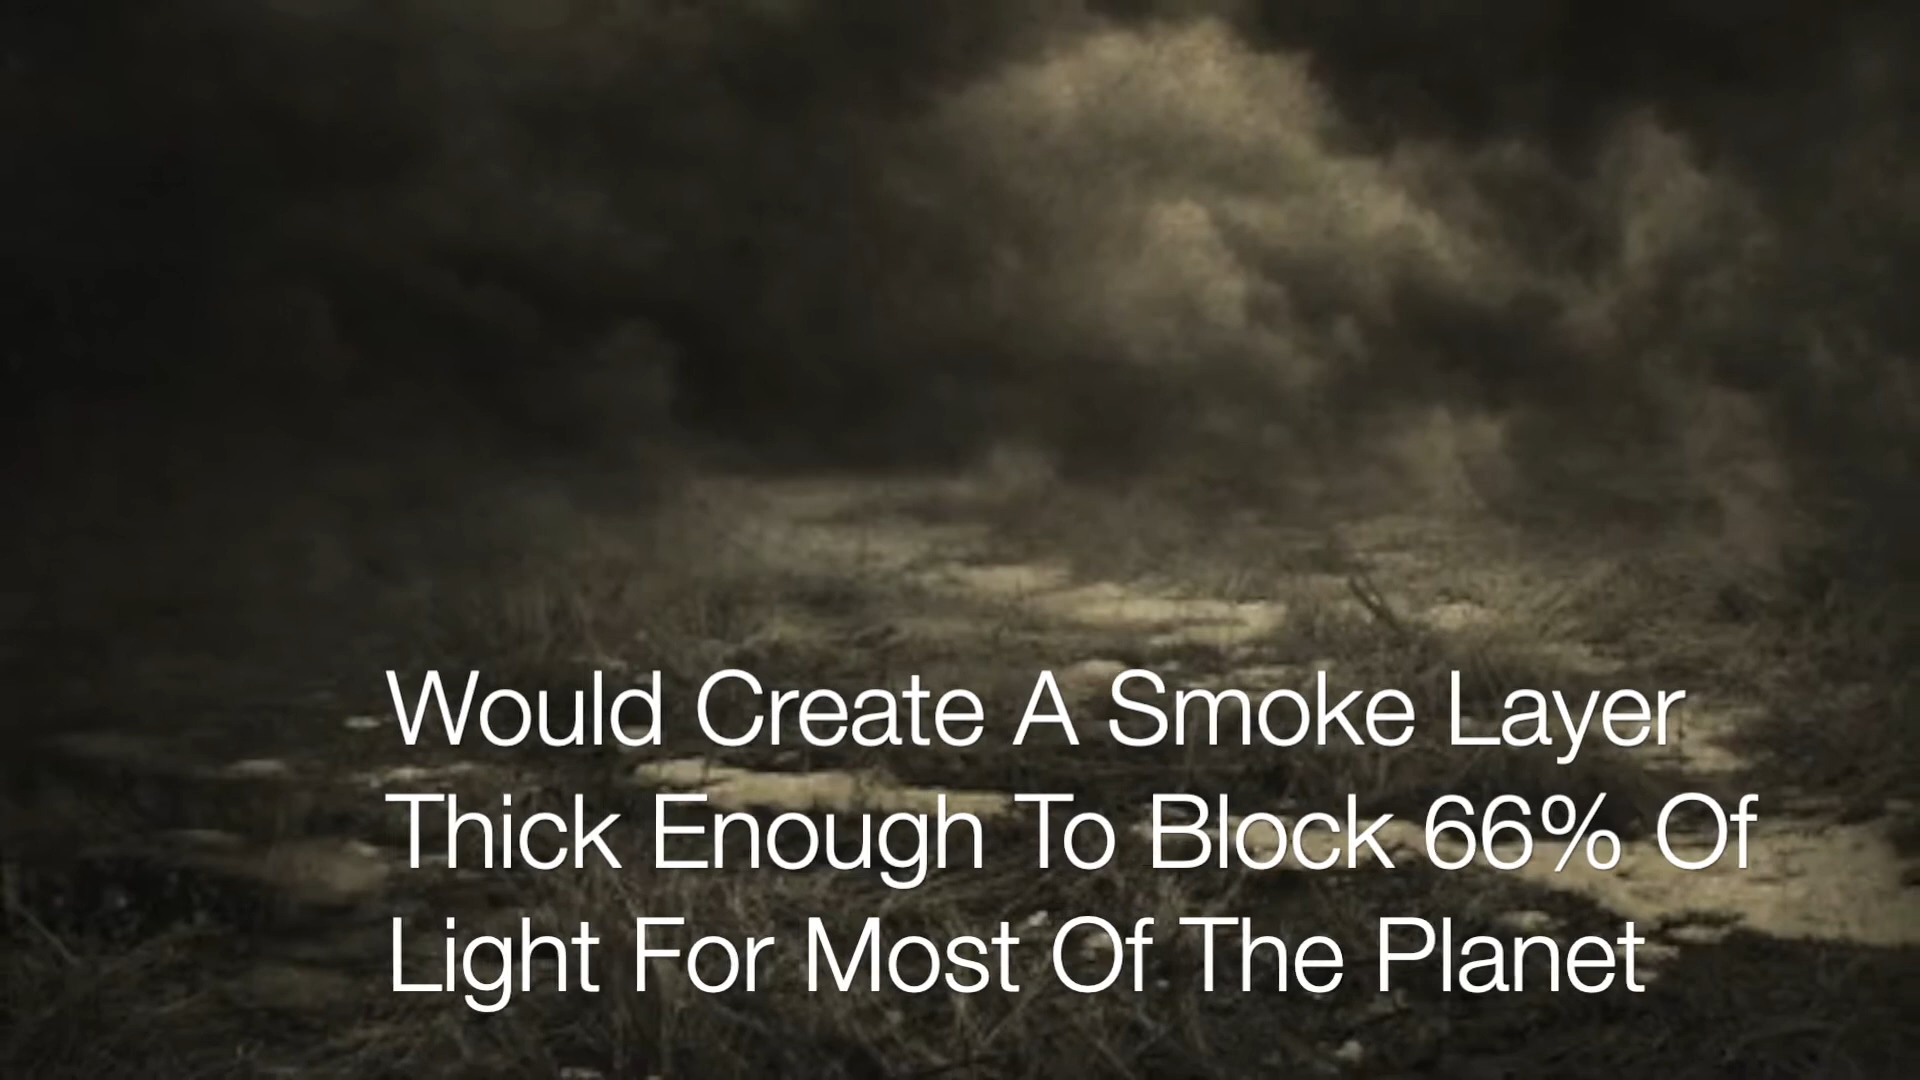 Would Create A Smoke Layer
Thick Enough To Block 66% Of
Light For Most Of The Planet